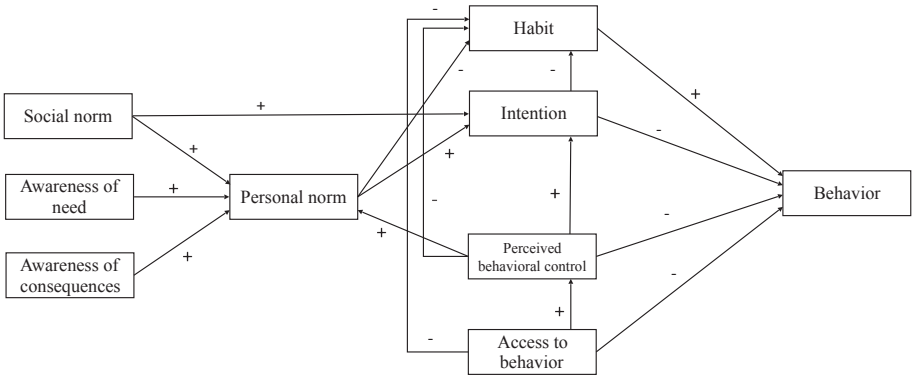 -
Habit
-
-
+
Social norm
+
Intention
-
+
+
Awareness of
need
+
Personal norm
-
+
Behavior
+
-
Awareness of
consequences
+
Perceived
behavioral control
-
+
-
Access to
behavior